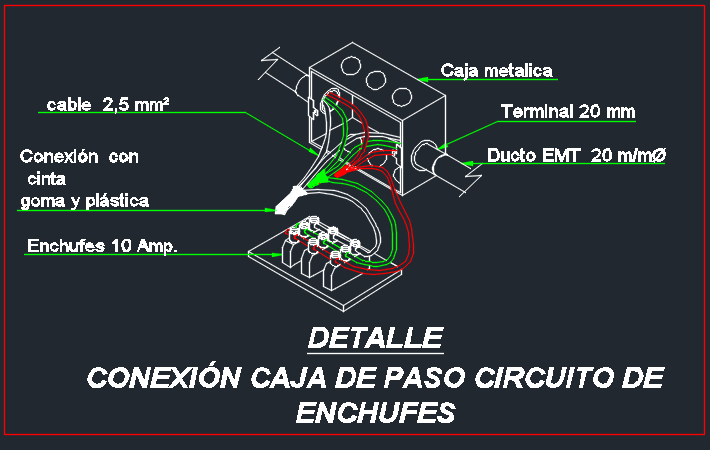 Caja metalica
cable 2,5 mm²
Terminal 20 mm
Conexión con
cinta
goma y plástica
Ducto EMT 20 m/mØ
Enchufes 10 Amp.
DETALLE
CONEXIÓN CAJA DE PASO CIRCUITO DE
ENCHUFES